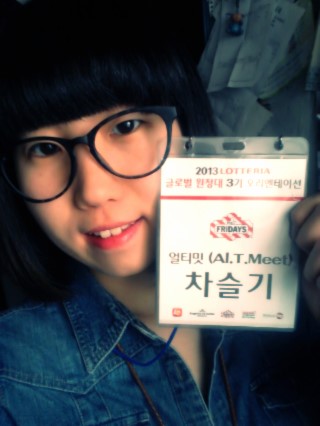 2013 LOTTERIA
글로벌 원정대 3기 오리엔테이션
FRIDAYS
얼티밋 (Al.T.Meet)
차슬기